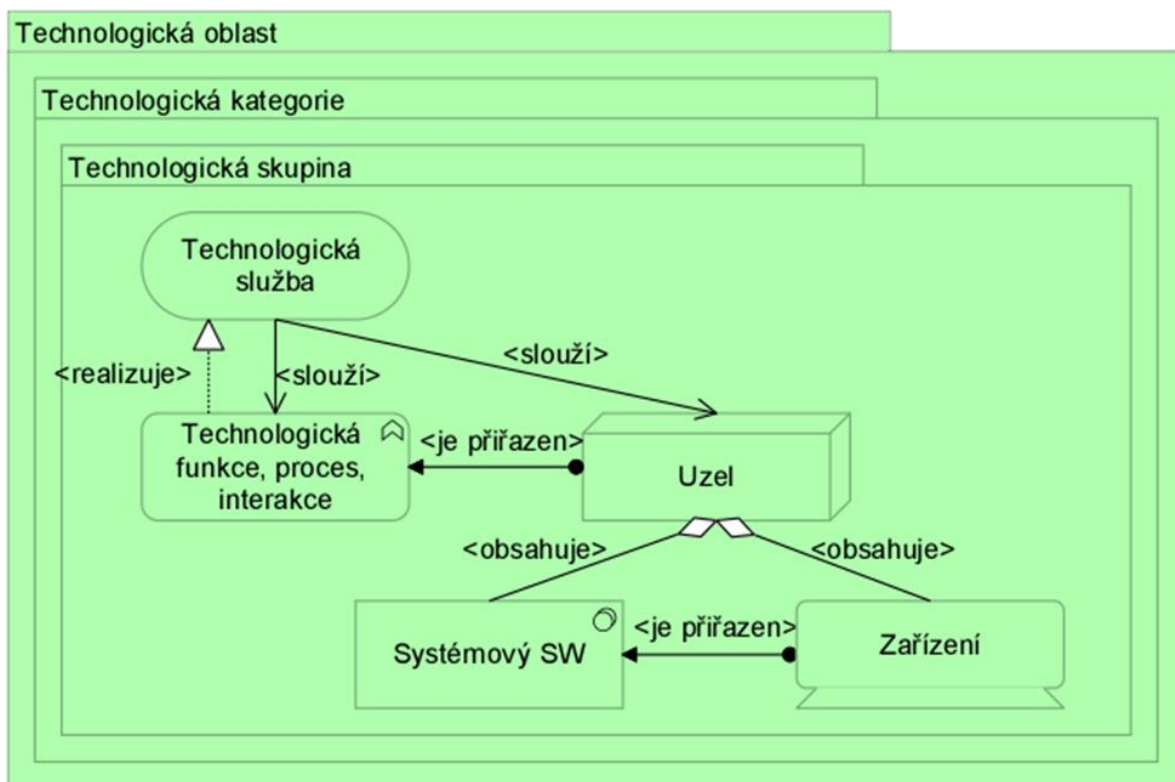 Technologická oblast
Technologická kategorie
Technologická skupina
Technologická
služba
<slouží>
<realizuje>
<slouží>
Technologická
funkce, proces,
interakce
<je přiřazen>
Uzel
<obsahuje>
<obsahuje>
Systémový SW
<je přiřazen>
Zařízení